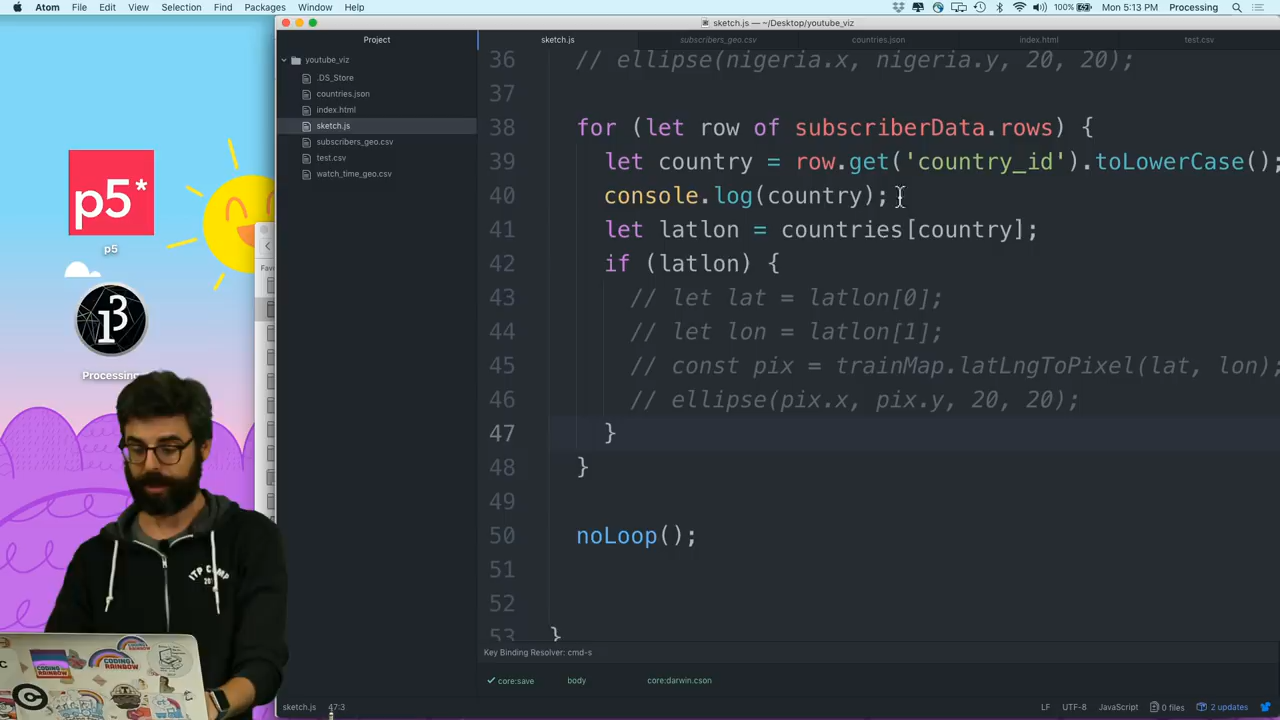 Atom File Edit View Selection Find Packages Window Help
100% Mon 5:13 PM Processing
sketch.js — ~/Desktop/youtube_viz
Project
sketch.js subscribers_geo.csv countries.json index.html test.csv
youtube_viz
.DS_Store
countries.json
index.html
sketch.js
subscribers_geo.csv
test.csv
watch_time_geo.csv
p5*
p5
Processing
Favo
36 // ellipse(nigeria.x, nigeria.y, 20, 20);
37
38 for (let row of subscriberData.rows) {
39 let country = row.get('country_id').toLowerCase();
40 console.log(country);
41 let latlon = countries[country];
42 if (latlon) {
43 // let lat = latlon[0];
44 // let lon = latlon[1];
45 // const pix = trainMap.latLngToPixel(lat, lon);
46 // ellipse(pix.x, pix.y, 20, 20);
47 }
48 }
49
50 noLoop();
51
52
53 }
Key Binding Resolver: cmd-s
core:save body core:darwin.cson
sketch.js 47:3 LF UTF-8 JavaScript 0 files 2 updates
ITP CAMP
CODING RAINBOW